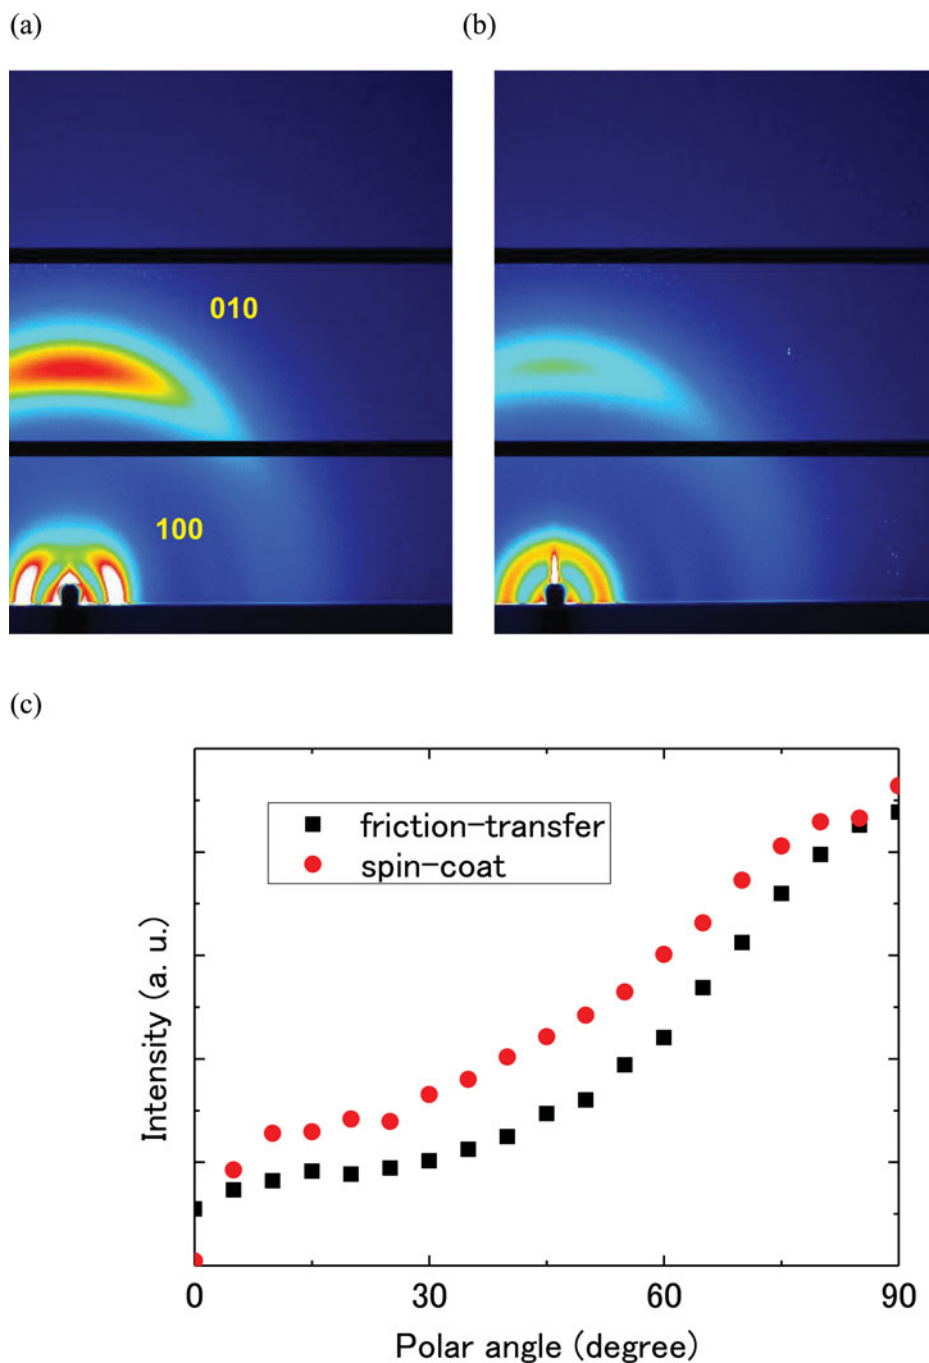 (a)
(b)
010
100
(c)
friction-transfer
spin-coat
Intensity (a. u.)
0
30
60
90
Polar angle (degree)